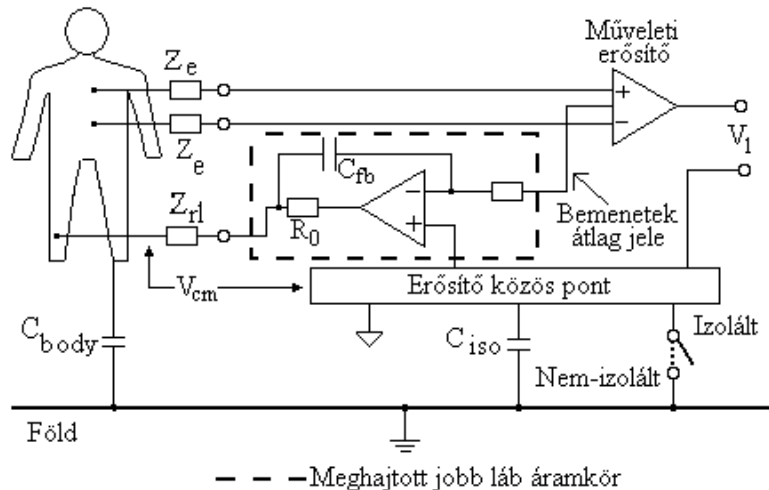 Műveleti
erősítő
Z_e
+
−
Z_e
V_1
C_fb
−
+
Z_rl
R_0
Bemenetek
átlag jele
V_cm
Erősítő közös pont
C_body
C_iso
Izolált
Nem-izolált
Föld
Meghajtott jobb láb áramkör